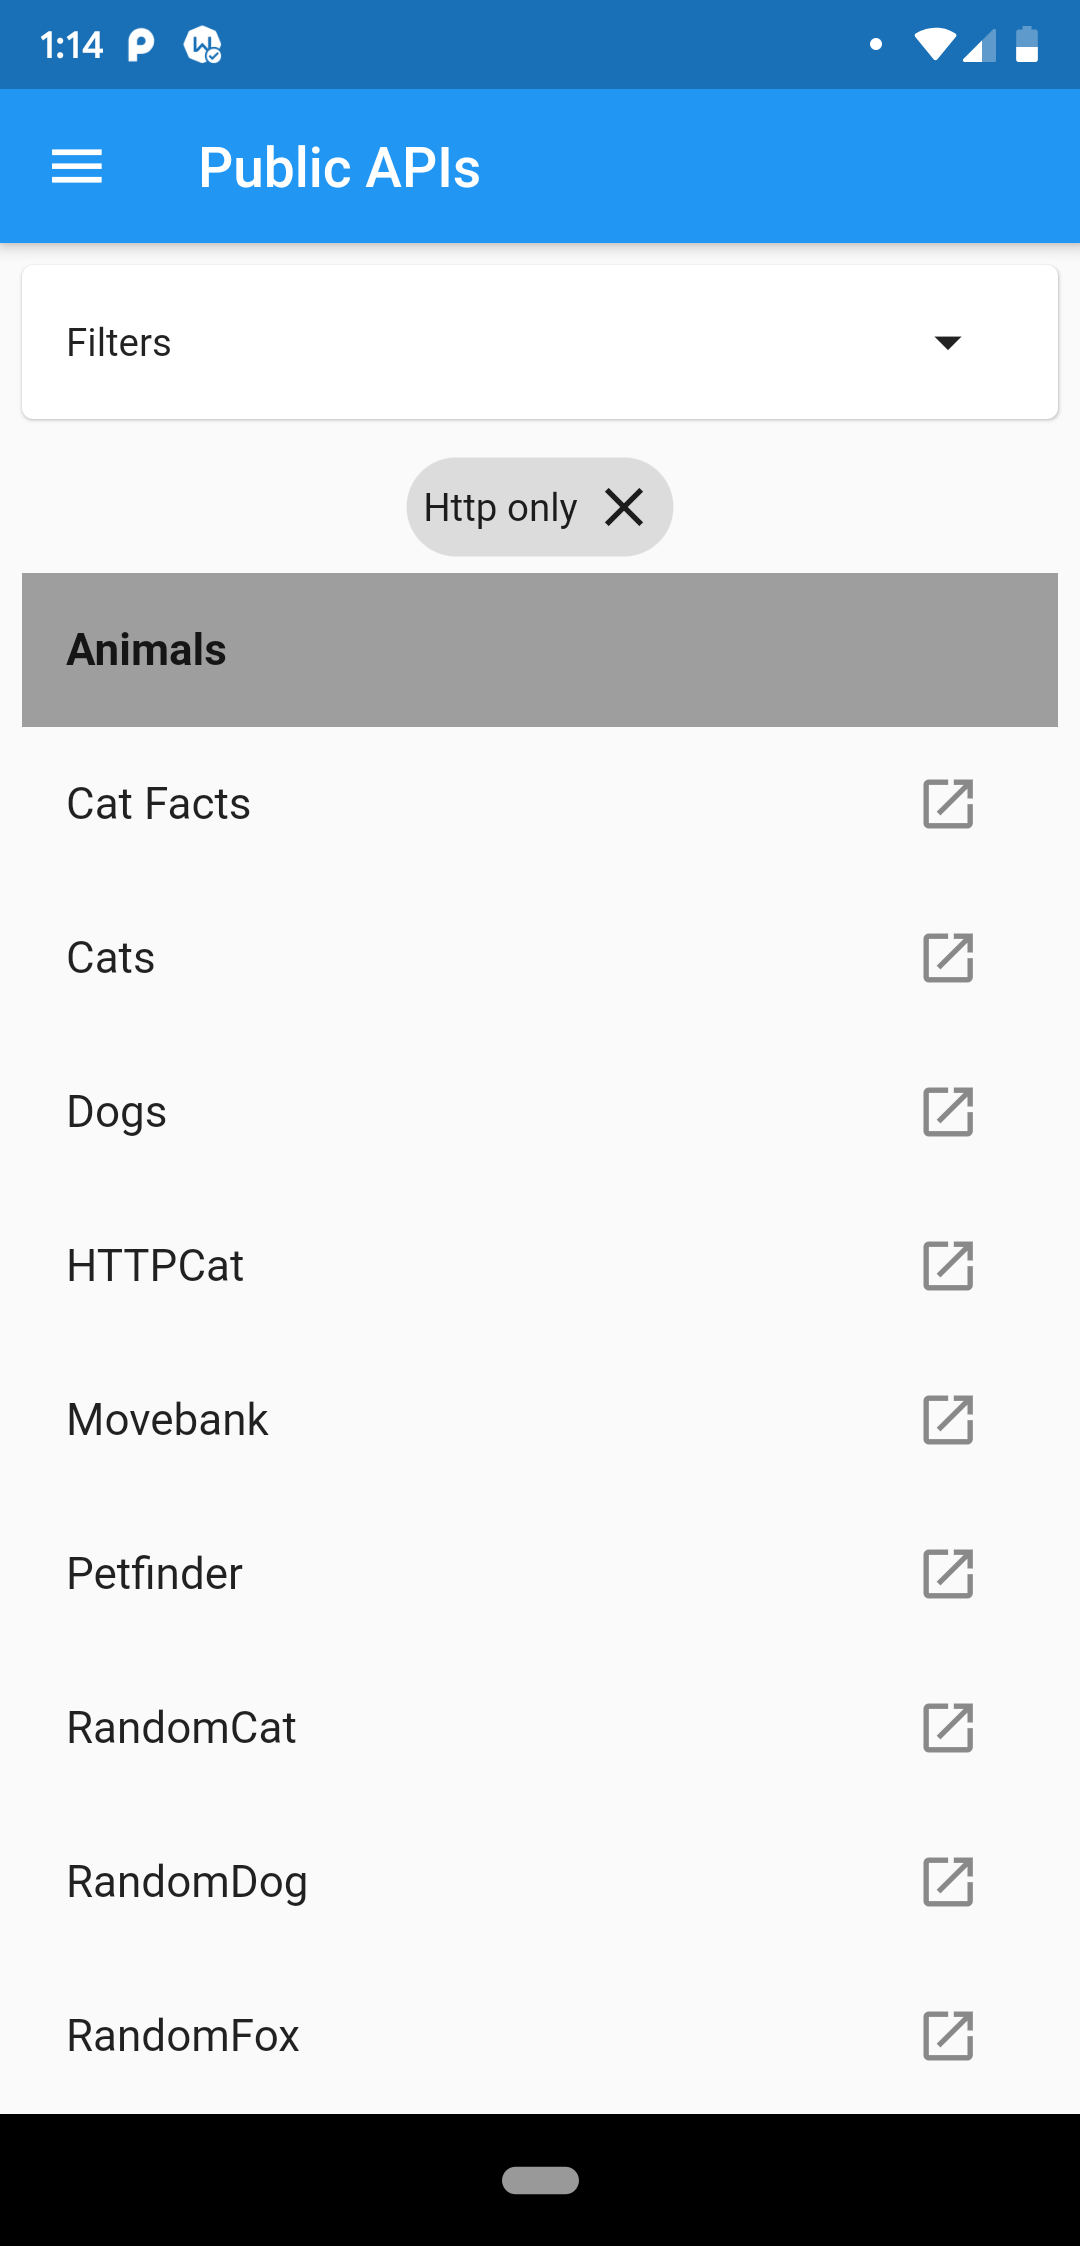 1:14
Public APIs
Filters
Http only
Animals
Cat Facts
Cats
Dogs
HTTPCat
Movebank
Petfinder
RandomCat
RandomDog
RandomFox